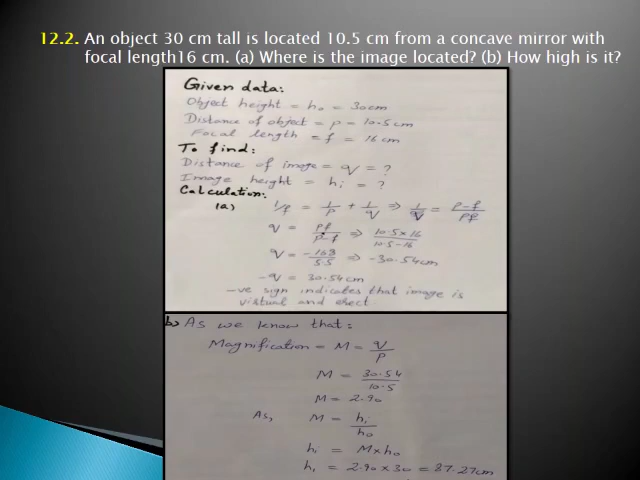 12.2. An object 30 cm tall is located 10.5 cm from a concave mirror with
focal length16 cm. (a) Where is the image located? (b) How high is it?
Given data:
Object height = h₀ = 30cm
Distance of object = p = 10.5cm
Focal length = f = 16cm
To find:
Distance of image = q = ?
Image height = hᵢ = ?
Calculation:
(a) 1/f = 1/p + 1/q ⇒ 1/q = p-f/pf
q = pf/p-f ⇒ 10.5×16/10.5-16
q = -168/5.5 ⇒ -30.54cm
-q = 30.54cm
-ve sign indicates that image is
virtual and erect.
b) As we know that:
Magnification = M = q/p
M = 30.54/10.5
M = 2.90
As, M = hᵢ/h₀
hᵢ = M×h₀
hᵢ = 2.90×30 = 87.27cm